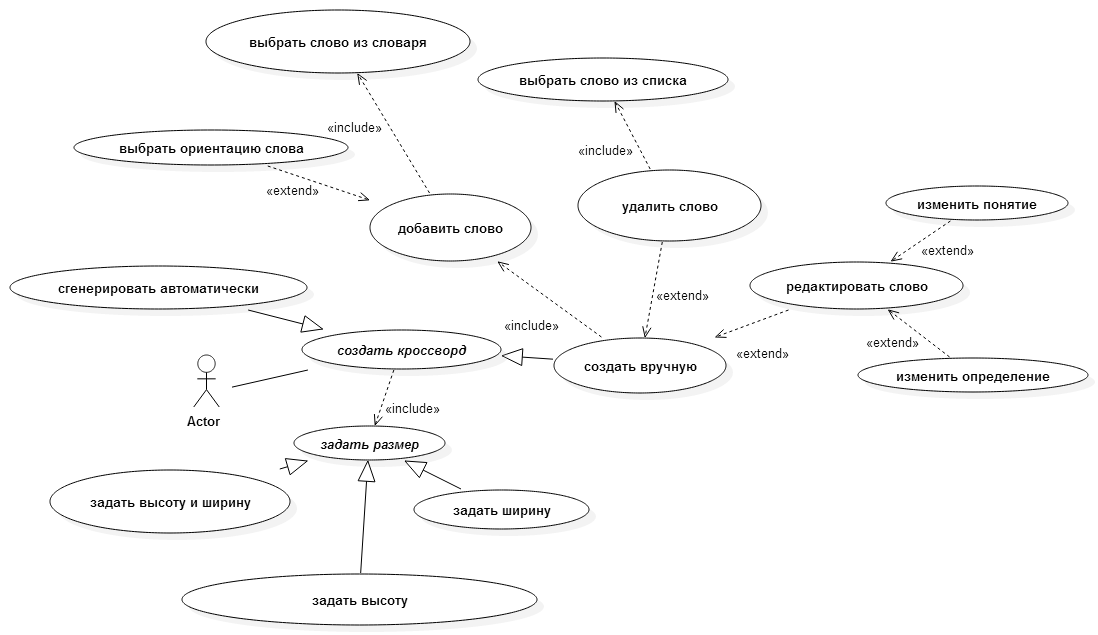 выбрать слово из словаря
выбрать слово из списка
«include»
выбрать ориентацию слова
«include»
«extend»
удалить слово
изменить понятие
добавить слово
«extend»
сгенерировать автоматически
редактировать слово
«extend»
«include»
«extend»
«extend»
создать кроссворд
создать вручную
изменить определение
«include»
Actor
задать размер
задать высоту и ширину
задать ширину
задать высоту